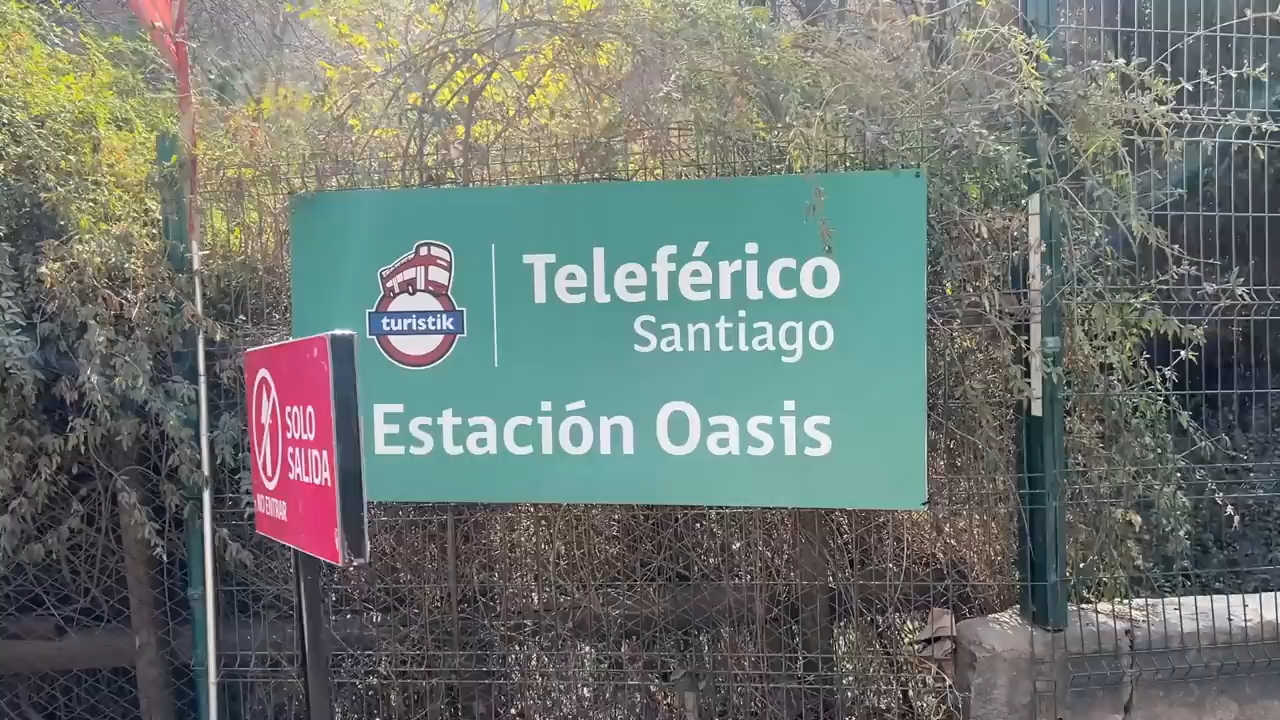 turistik
Teleférico
Santiago
Estación Oasis
SOLO
SALIDA
NO ENTRAR